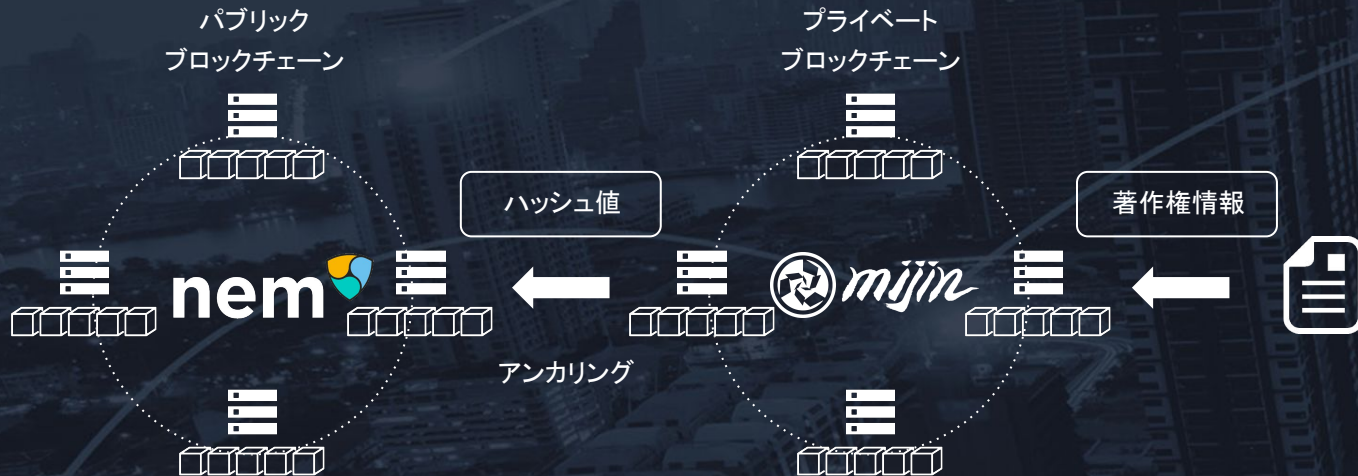 パブリック
ブロックチェーン
プライベート
ブロックチェーン
ハッシュ値
著作権情報
nem
mijin
アンカリング